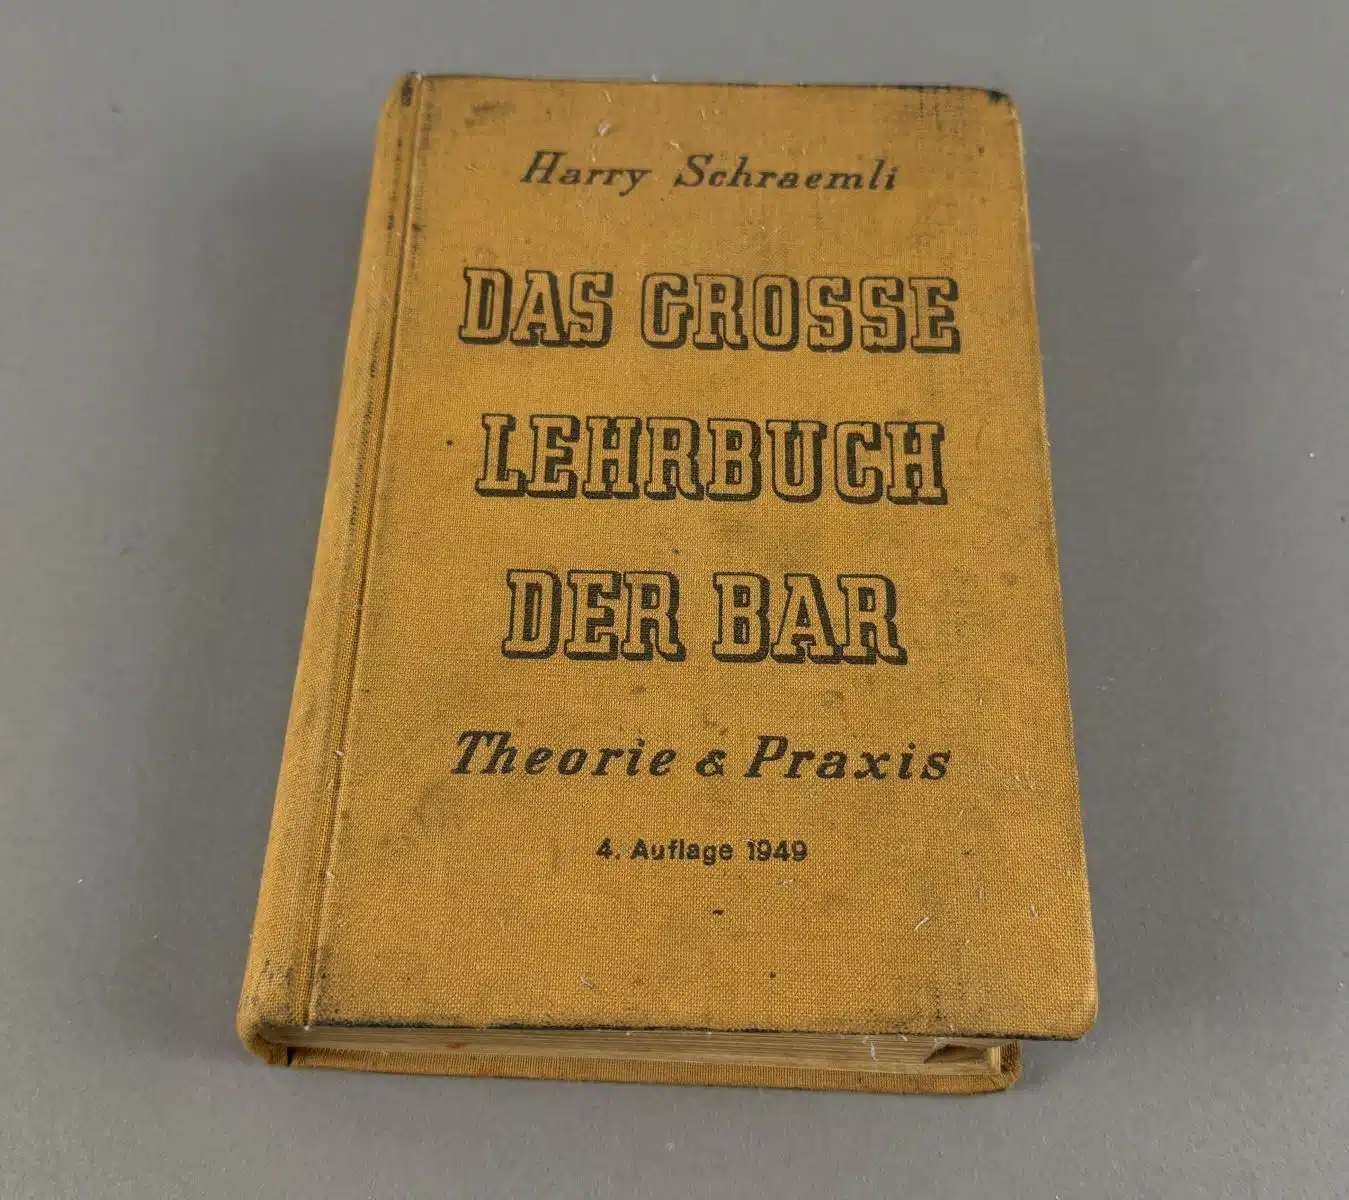 Harry Schraemli
DAS GROSSE
LEHRBUCH
DER BAR
Theorie & Praxis
4. Auflage 1949